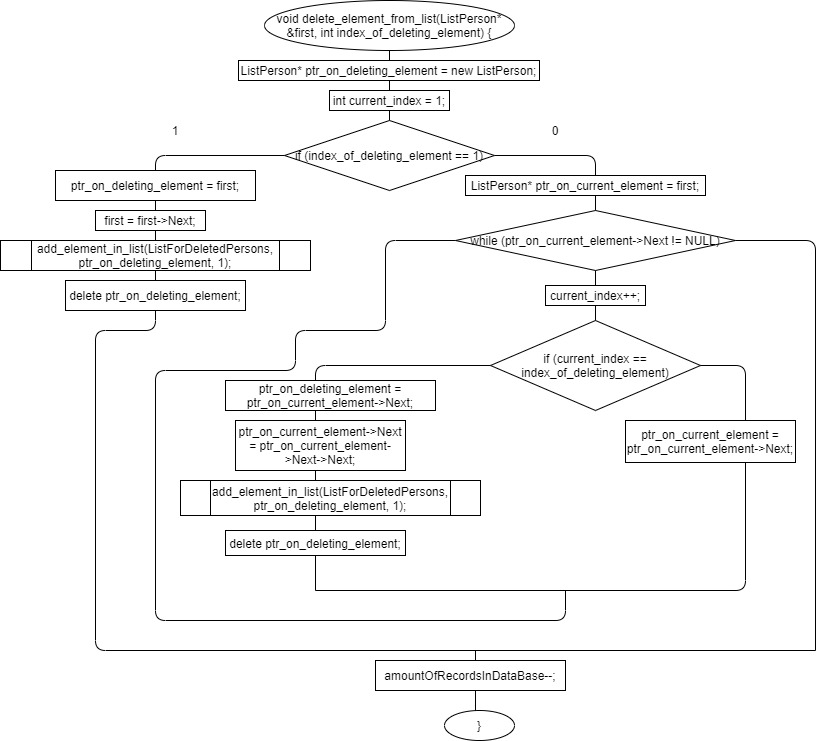 void delete_element_from_list(ListPerson*
&first, int index_of_deleting_element) {
ListPerson* ptr_on_deleting_element = new ListPerson;
int current_index = 1;
1
0
if (index_of_deleting_element == 1)
ptr_on_deleting_element = first;
first = first->Next;
add_element_in_list(ListForDeletedPersons,
ptr_on_deleting_element, 1);
delete ptr_on_deleting_element;
ListPerson* ptr_on_current_element = first;
while (ptr_on_current_element->Next != NULL)
current_index++;
if (current_index ==
index_of_deleting_element)
ptr_on_deleting_element =
ptr_on_current_element->Next;
ptr_on_current_element->Next
= ptr_on_current_element-
>Next->Next;
add_element_in_list(ListForDeletedPersons,
ptr_on_deleting_element, 1);
delete ptr_on_deleting_element;
ptr_on_current_element =
ptr_on_current_element->Next;
amountOfRecordsInDataBase--;
}